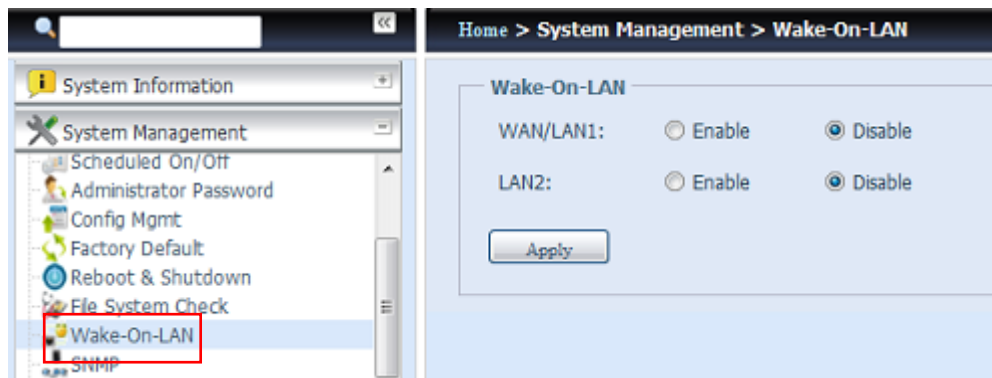 Home > System Management > Wake-On-LAN
System Information
System Management
Scheduled On/Off
Administrator Password
Config Mgmt
Factory Default
Reboot & Shutdown
File System Check
Wake-On-LAN
SNMP
Wake-On-LAN
WAN/LAN1: Enable Disable
LAN2: Enable Disable
Apply